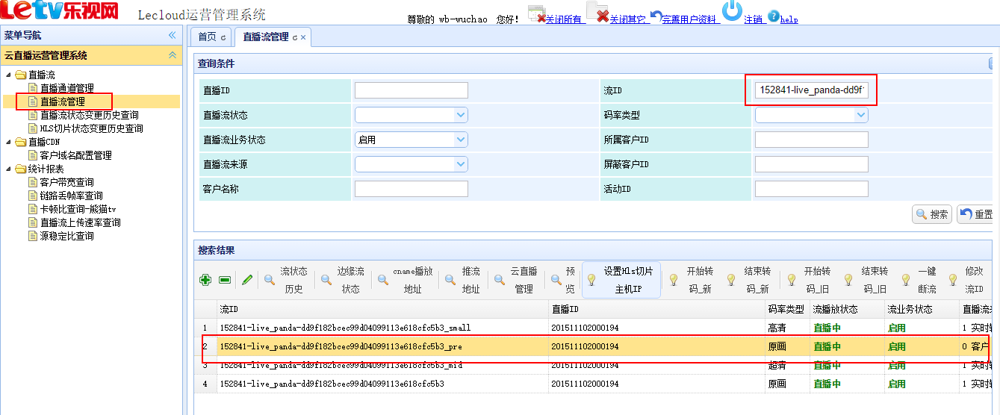 Letv乐视网 Lecloud运营管理系统 尊敬的 wb-wuchao 您好! 关闭所有 关闭其它 完善用户资料 注销 help
菜单导航
首页 直播流管理
云直播运营管理系统
直播流
直播通道管理
直播流管理
直播流状态变更历史查询
HLS切片状态变更历史查询
直播CDN
客户域名配置管理
统计报表
客户带宽查询
链路丢帧率查询
卡顿比查询-熊猫tv
直播流上传速率查询
源稳定比查询
查询条件
直播ID 流ID 152841-live_panda-dd9f
直播流状态 码率类型
直播流业务状态 启用 所属客户ID
直播流来源 屏蔽客户ID
客户名称 活动ID
搜索 重置
搜索结果
流状态历史 边缘流状态 cname播放地址 推流地址 云直播管理 预览 设置Hls切片主机IP 开始转码_新 结束转码_新 开始转码_旧 结束转码_旧 一键断流 修改流ID
流ID 直播ID 码率类型 流播放状态 流业务状态 直播流
1 152841-live_panda-dd9f182bcec99d04099113e618cfc5b3_small 201511102000194 高清 直播中 启用 1 实时
2 152841-live_panda-dd9f182bcec99d04099113e618cfc5b3_pre 201511102000194 原画 直播中 启用 0 客户
3 152841-live_panda-dd9f182bcec99d04099113e618cfc5b3_mid 201511102000194 超清 直播中 启用 1 实时
4 152841-live_panda-dd9f182bcec99d04099113e618cfc5b3 201511102000194 原画 直播中 启用 1 实时